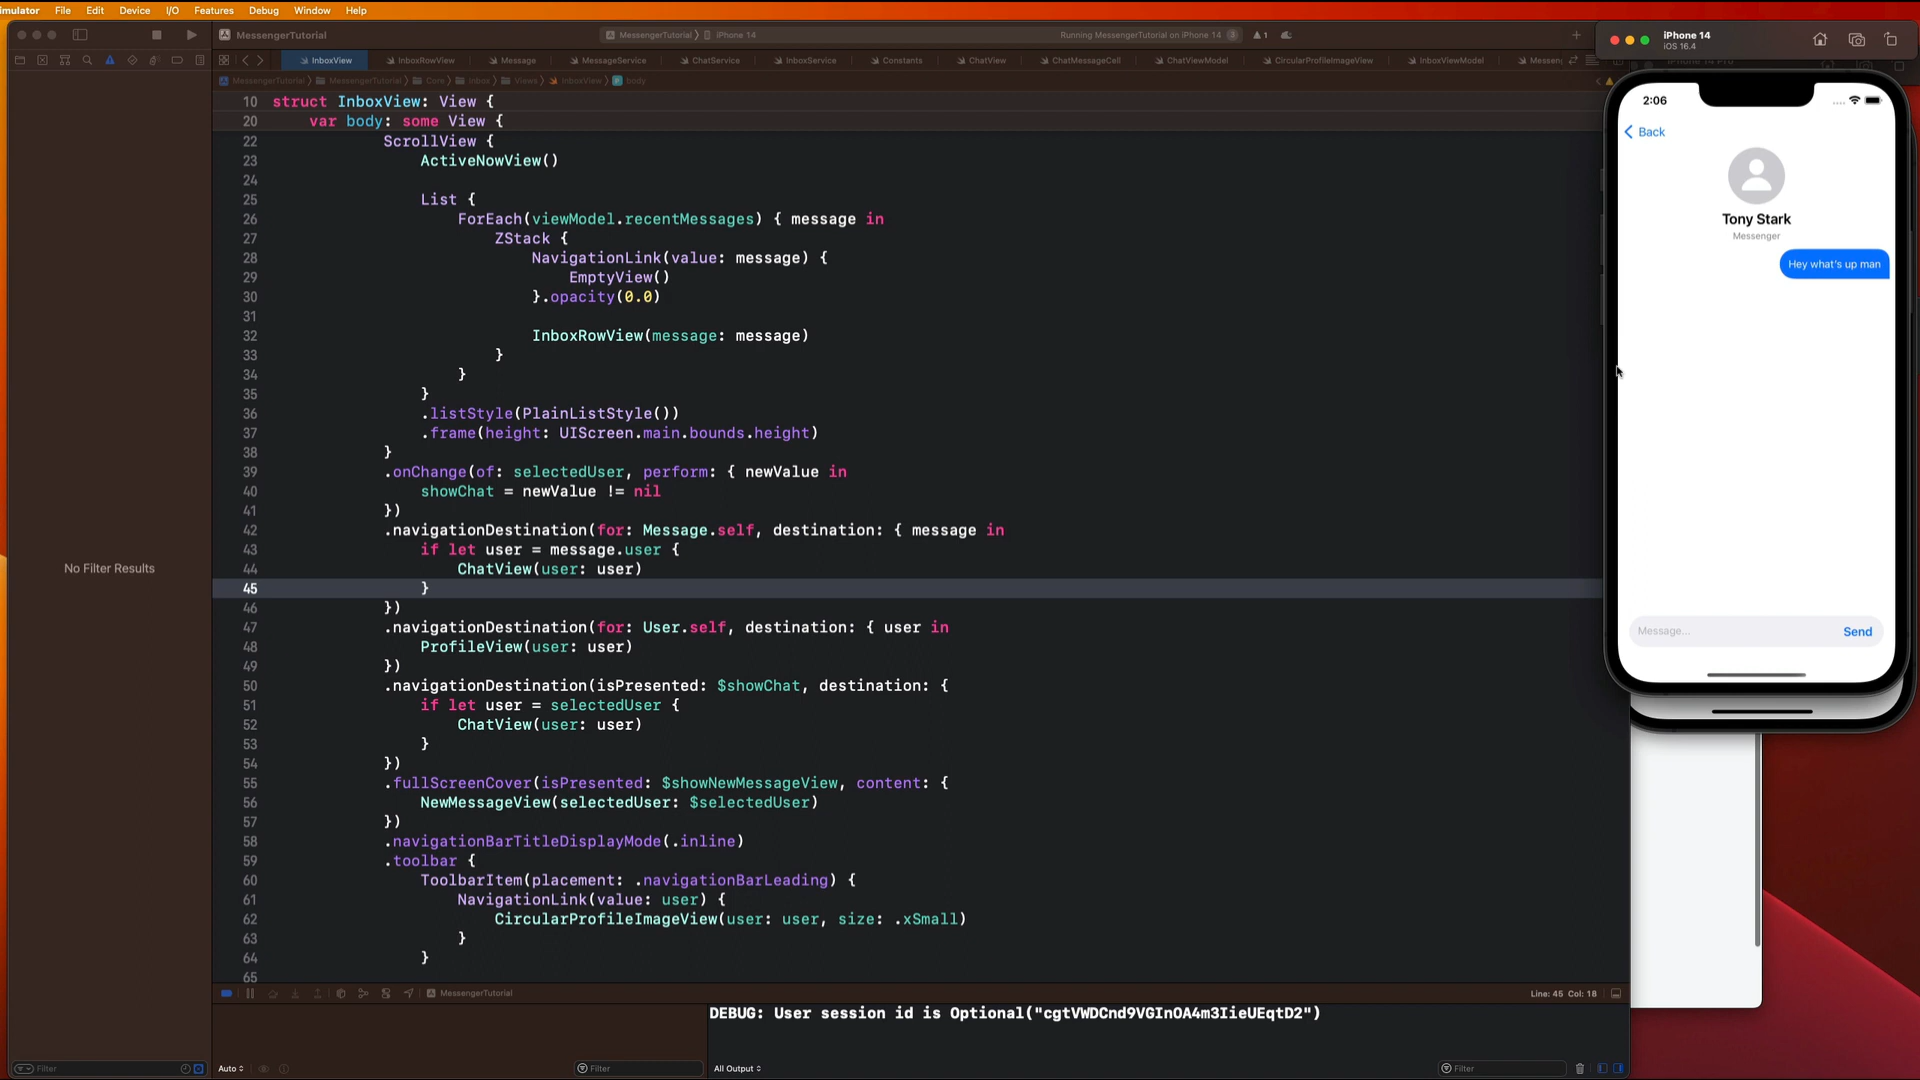 imulator File Edit Device I/O Features Debug Window Help
MessengerTutorial
MessengerTutorial iPhone 14
Running MessengerTutorial on iPhone 14
1
iPhone 14
iOS 16.4
InboxView InboxRowView Message MessageService ChatService InboxService Constants ChatView ChatMessageCell ChatViewModel CircularProfileImageView InboxViewModel Messen
MessengerTutorial MessengerTutorial Core Inbox Views InboxView body
10 struct InboxView: View {
20 var body: some View {
22 ScrollView {
23 ActiveNowView()
24
25 List {
26 ForEach(viewModel.recentMessages) { message in
27 ZStack {
28 NavigationLink(value: message) {
29 EmptyView()
30 }.opacity(0.0)
31
32 InboxRowView(message: message)
33 }
34 }
35 }
36 .listStyle(PlainListStyle())
37 .frame(height: UIScreen.main.bounds.height)
38 }
39 .onChange(of: selectedUser, perform: { newValue in
40 showChat = newValue != nil
41 })
42 .navigationDestination(for: Message.self, destination: { message in
43 if let user = message.user {
44 ChatView(user: user)
45 }
46 })
47 .navigationDestination(for: User.self, destination: { user in
48 ProfileView(user: user)
49 })
50 .navigationDestination(isPresented: $showChat, destination: {
51 if let user = selectedUser {
52 ChatView(user: user)
53 }
54 })
55 .fullScreenCover(isPresented: $showNewMessageView, content: {
56 NewMessageView(selectedUser: $selectedUser)
57 })
58 .navigationBarTitleDisplayMode(.inline)
59 .toolbar {
60 ToolbarItem(placement: .navigationBarLeading) {
61 NavigationLink(value: user) {
62 CircularProfileImageView(user: user, size: .xSmall)
63 }
64 }
65
No Filter Results
2:06
Back
Tony Stark
Messenger
Hey what's up man
Message...
Send
MessengerTutorial
Line: 45 Col: 18
DEBUG: User session id is Optional("cgtVWDCnd9VGInOA4m3IieUEqtD2")
Filter
Auto
Filter
All Output
Filter